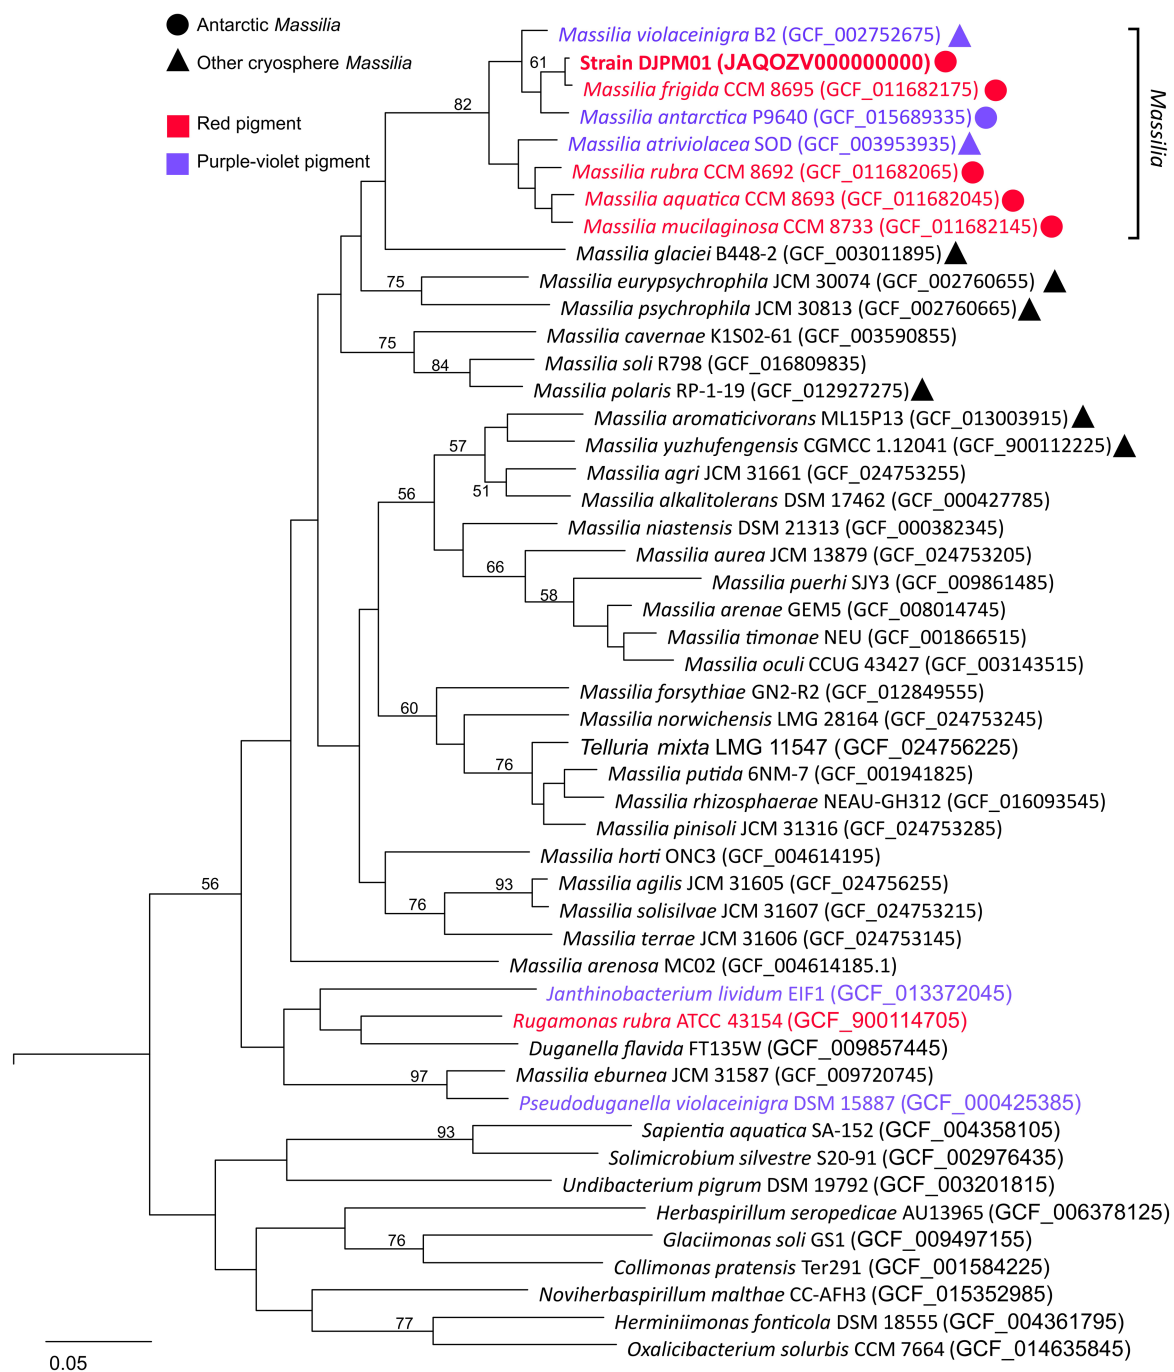 Antarctic Massilia
Other cryosphere Massilia
Red pigment
Purple-violet pigment
Massilia
Massilia violaceinigra B2 (GCF_002752675)
61
Strain DJPM01 (JAQOZV000000000)
Massilia frigida CCM 8695 (GCF_011682175)
82
Massilia antarctica P9640 (GCF_015689335)
Massilia atriviolacea SOD (GCF_003953935)
Massilia rubra CCM 8692 (GCF_011682065)
Massilia aquatica CCM 8693 (GCF_011682045)
Massilia mucilaginosa CCM 8733 (GCF_011682145)
Massilia glaciei B448-2 (GCF_003011895)
75
Massilia eurypsychrophila JCM 30074 (GCF_002760655)
Massilia psychrophila JCM 30813 (GCF_002760665)
Massilia cavernae K1S02-61 (GCF_003590855)
75
Massilia soli R798 (GCF_016809835)
84
Massilia polaris RP-1-19 (GCF_012927275)
Massilia aromaticivorans ML15P13 (GCF_013003915)
57
Massilia yuzhufengensis CGMCC 1.12041 (GCF_900112225)
Massilia agri JCM 31661 (GCF_024753255)
51
56
Massilia alkalitolerans DSM 17462 (GCF_000427785)
Massilia niastensis DSM 21313 (GCF_000382345)
Massilia aurea JCM 13879 (GCF_024753205)
66
Massilia puerhi SJY3 (GCF_009861485)
58
Massilia arenae GEM5 (GCF_008014745)
Massilia timonae NEU (GCF_001866515)
Massilia oculi CCUG 43427 (GCF_003143515)
Massilia forsythiae GN2-R2 (GCF_012849555)
60
Massilia norwichensis LMG 28164 (GCF_024753245)
Telluria mixta LMG 11547 (GCF_024756225)
76
Massilia putida 6NM-7 (GCF_001941825)
Massilia rhizosphaerae NEAU-GH312 (GCF_016093545)
Massilia pinisoli JCM 31316 (GCF_024753285)
Massilia horti ONC3 (GCF_004614195)
56
93
Massilia agilis JCM 31605 (GCF_024756255)
76
Massilia solisilvae JCM 31607 (GCF_024753215)
Massilia terrae JCM 31606 (GCF_024753145)
Massilia arenosa MC02 (GCF_004614185.1)
Janthinobacterium lividum EIF1 (GCF_013372045)
Rugamonas rubra ATCC 43154 (GCF_900114705)
Duganella flavida FT135W (GCF_009857445)
97
Massilia eburnea JCM 31587 (GCF_009720745)
Pseudoduganella violaceinigra DSM 15887 (GCF_000425385)
93
Sapientia aquatica SA-152 (GCF_004358105)
Solimicrobium silvestre S20-91 (GCF_002976435)
Undibacterium pigrum DSM 19792 (GCF_003201815)
Herbaspirillum seropedicae AU13965 (GCF_006378125)
76
Glaciimonas soli GS1 (GCF_009497155)
Collimonas pratensis Ter291 (GCF_001584225)
Noviherbaspirillum malthae CC-AFH3 (GCF_015352985)
77
Herminiimonas fonticola DSM 18555 (GCF_004361795)
Oxalicibacterium solurbis CCM 7664 (GCF_014635845)
0.05